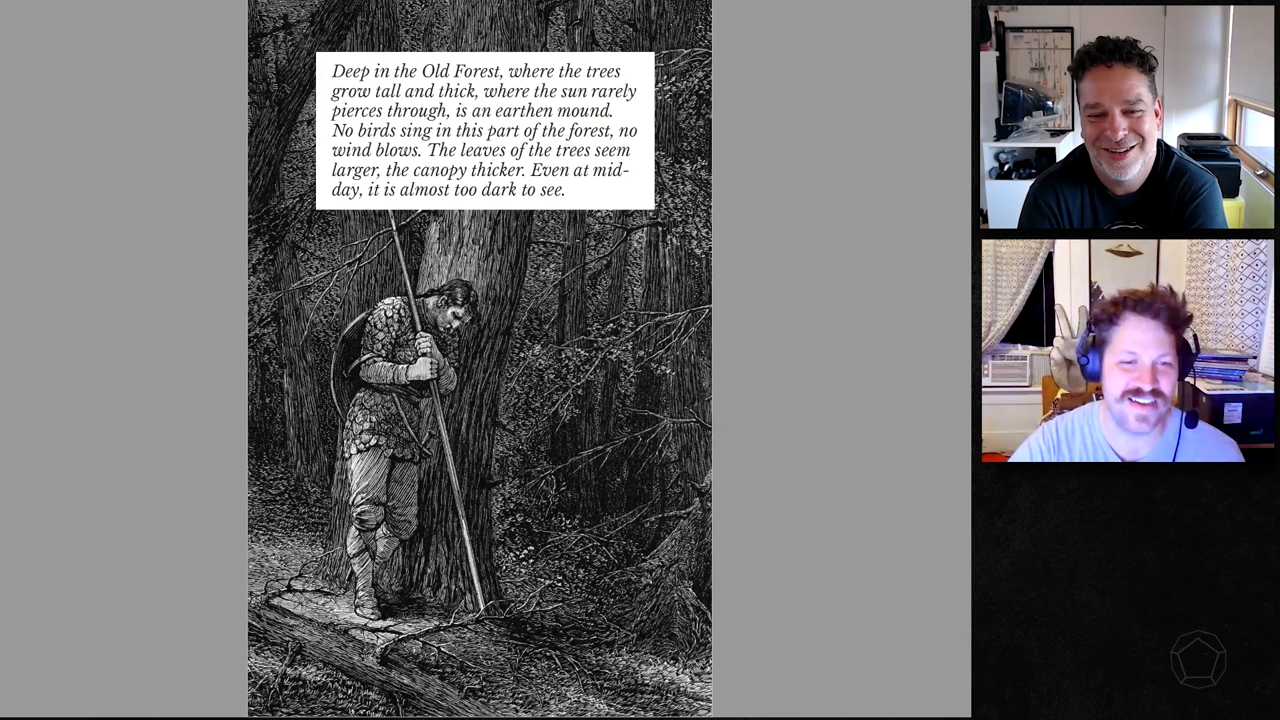 Deep in the Old Forest, where the trees
grow tall and thick, where the sun rarely
pierces through, is an earthen mound.
No birds sing in this part of the forest, no
wind blows. The leaves of the trees seem
larger, the canopy thicker. Even at mid-
day, it is almost too dark to see.